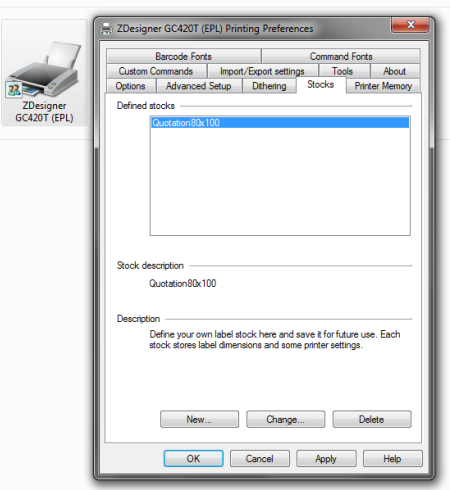 ZDesigner GC420T (EPL) Printing Preferences
Barcode Fonts
Command Fonts
Custom Commands
Import/Export settings
Tools
About
Options
Advanced Setup
Dithering
Stocks
Printer Memory
ZDesigner
GC420T (EPL)
Defined stocks
Quotation80x100
Stock description
Quotation80x100
Description
Define your own label stock here and save it for future use. Each
stock stores label dimensions and some printer settings.
New...
Change...
Delete
OK
Cancel
Apply
Help